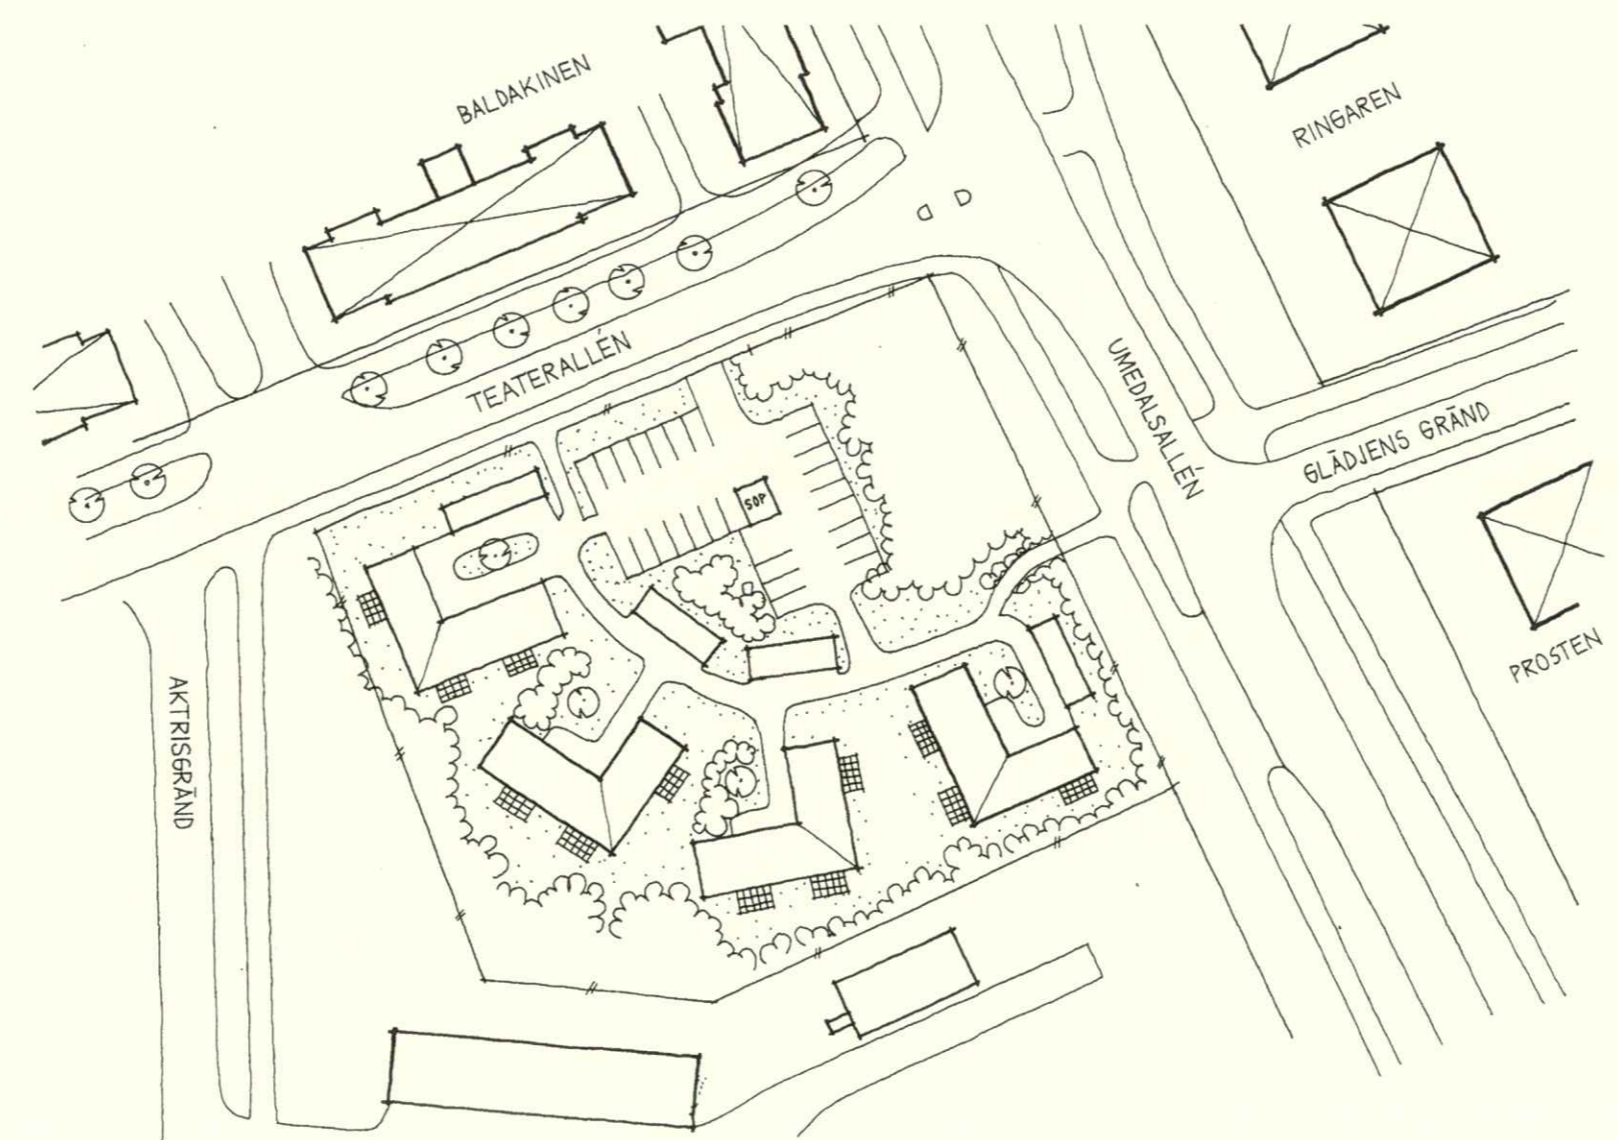 BALDAKINEN
RINGAREN
TEATERALLÉN
UMEDALSALLÉN
GLÄDJENS GRÄND
SOP
PROSTEN
AKTRISGRÄND